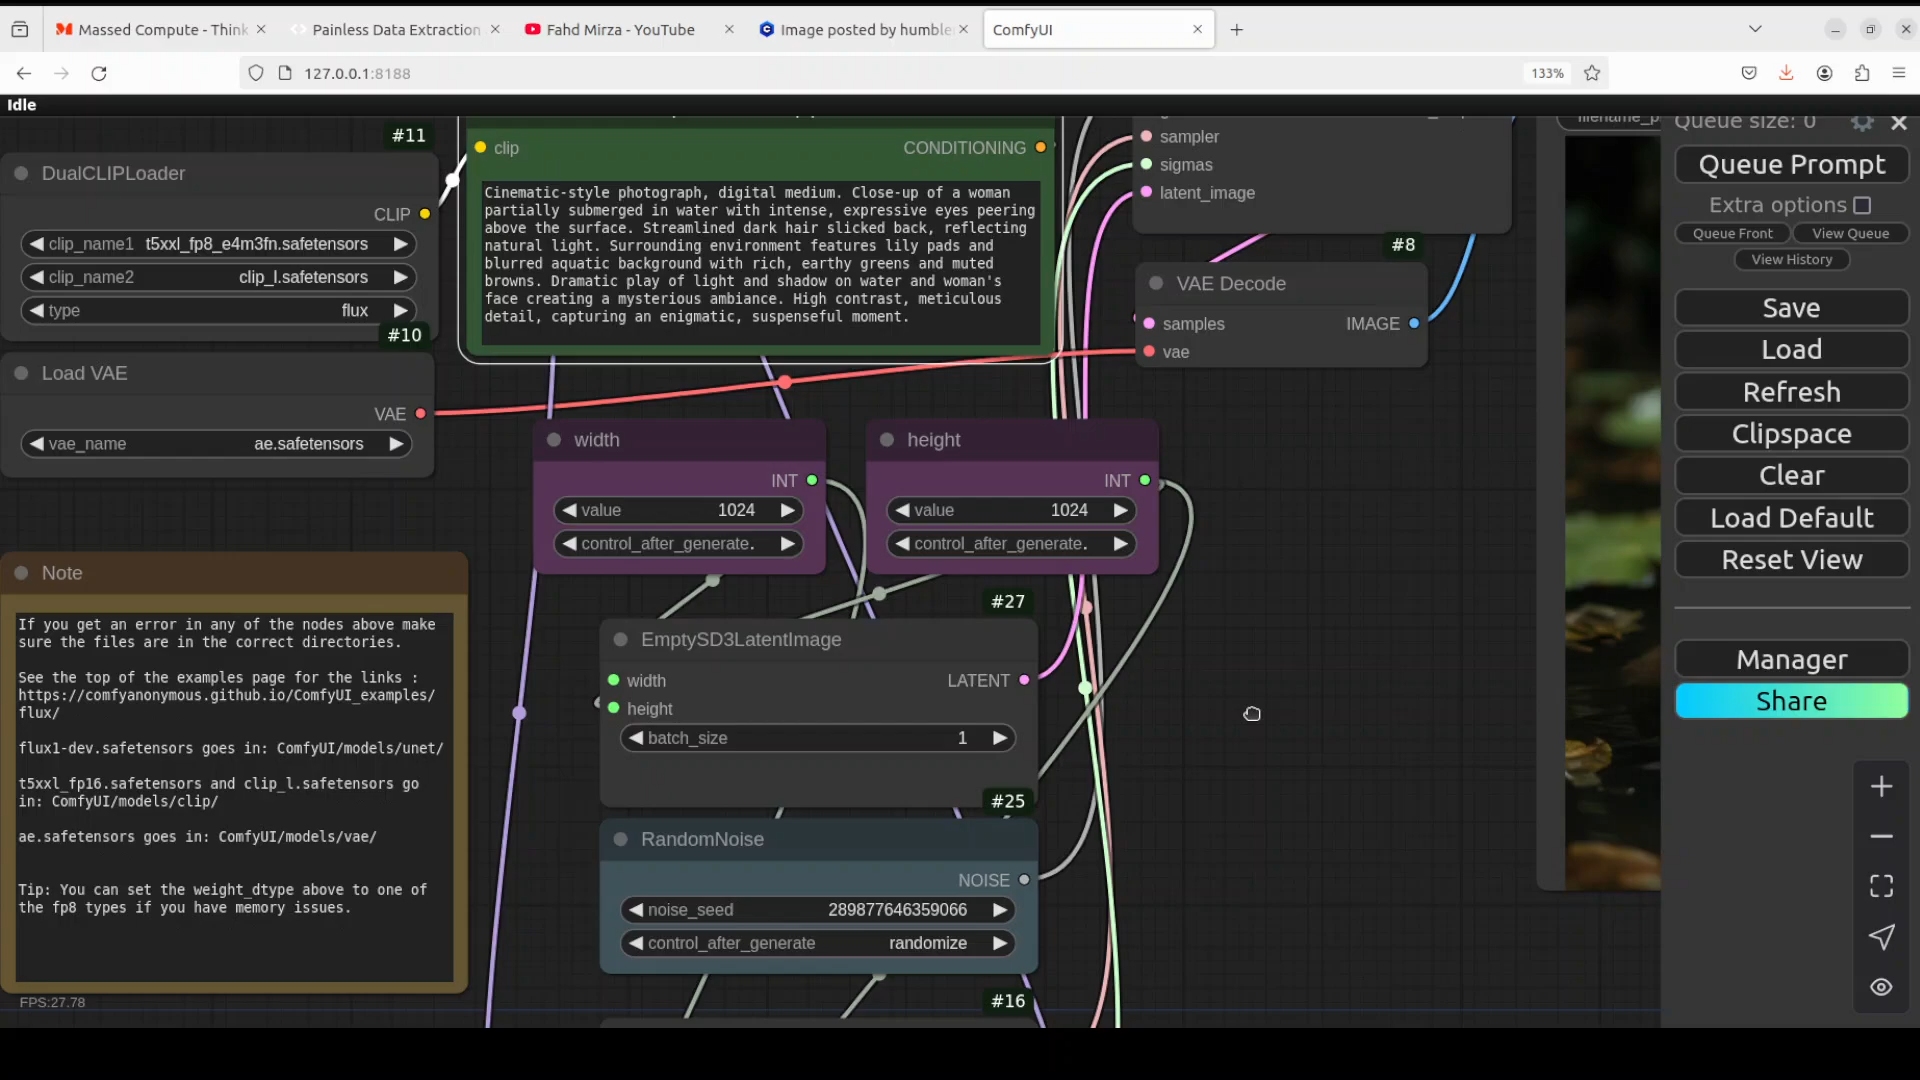 Massed Compute - Think
Painless Data Extraction
Fahd Mirza - YouTube
Image posted by humble
ComfyUI
127.0.0.1:8188
133%
Idle
#11
DualCLIPLoader
CLIP
clip_name1 t5xxl_fp8_e4m3fn.safetensors
clip_name2 clip_l.safetensors
type flux
#10
Load VAE
VAE
vae_name ae.safetensors
Note
If you get an error in any of the nodes above make
sure the files are in the correct directories.
See the top of the examples page for the links :
https://comfyanonymous.github.io/ComfyUI_examples/
flux/
flux1-dev.safetensors goes in: ComfyUI/models/unet/
t5xxl_fp16.safetensors and clip_l.safetensors go
in: ComfyUI/models/clip/
ae.safetensors goes in: ComfyUI/models/vae/
Tip: You can set the weight_dtype above to one of
the fp8 types if you have memory issues.
FPS:27.78
clip CONDITIONING
Cinematic-style photograph, digital medium. Close-up of a woman
partially submerged in water with intense, expressive eyes peering
above the surface. Streamlined dark hair slicked back, reflecting
natural light. Surrounding environment features lily pads and
blurred aquatic background with rich, earthy greens and muted
browns. Dramatic play of light and shadow on water and woman's
face creating a mysterious ambiance. High contrast, meticulous
detail, capturing an enigmatic, suspenseful moment.
width
INT
value 1024
control_after_generate.
height
INT
value 1024
control_after_generate.
#27
EmptySD3LatentImage
width LATENT
height
batch_size 1
#25
RandomNoise
NOISE
noise_seed 289877646359066
control_after_generate randomize
#16
sampler
sigmas
latent_image
#8
VAE Decode
samples IMAGE
vae
Queue size: 0
Queue Prompt
Extra options
Queue Front
View Queue
View History
Save
Load
Refresh
Clipspace
Clear
Load Default
Reset View
Manager
Share